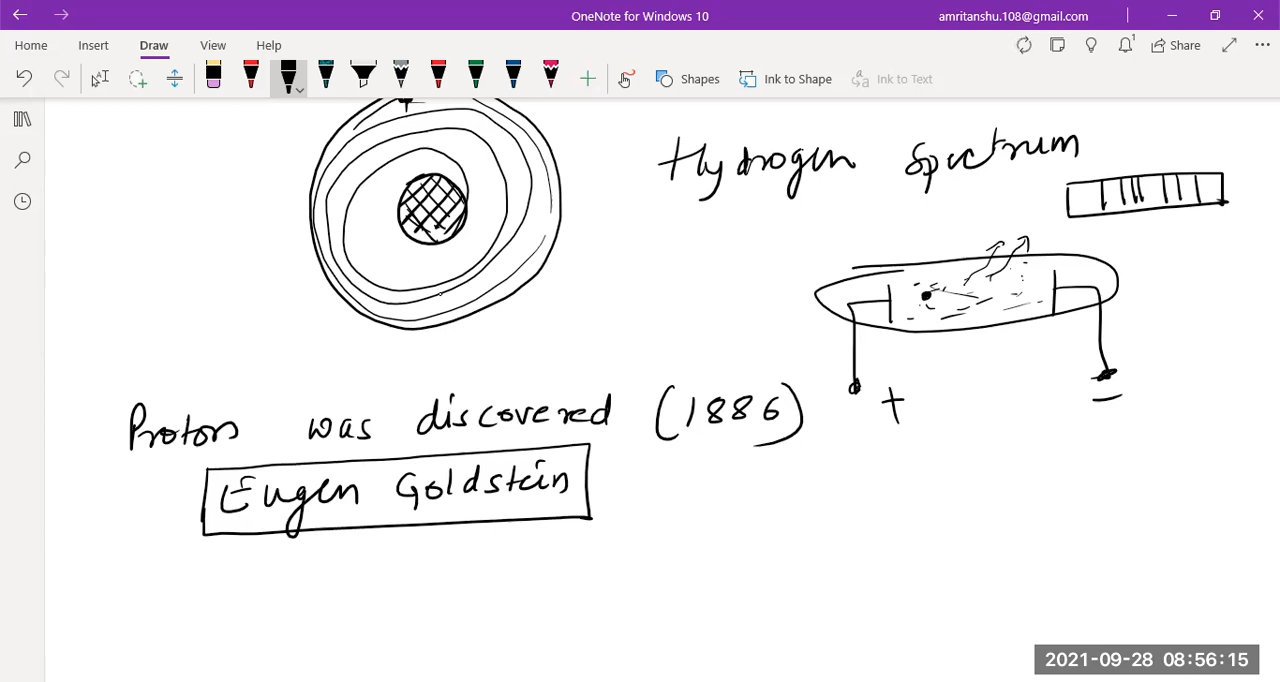 OneNote for Windows 10
amritanshu.108@gmail.com
Home Insert Draw View Help
Share
Shapes Ink to Shape Ink to Text
Hydrogen spectrum
Protons was discovered (1886)
+ −
Eugen Goldstein
2021-09-28 08:56:15